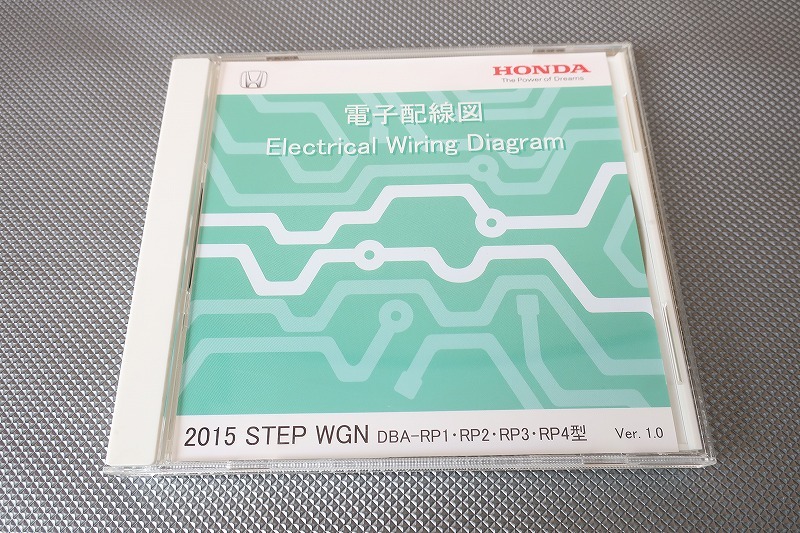 HONDA
The Power of Dreams
電子配線図
Electrical Wiring Diagram
2015 STEP WGN DBA-RP1・RP2・RP3・RP4型 Ver. 1.0